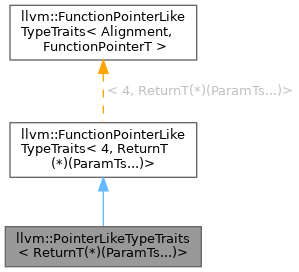 llvm::FunctionPointerLike
TypeTraits< Alignment,
FunctionPointerT >
< 4, ReturnT(*)(ParamTs...)>
llvm::FunctionPointerLike
TypeTraits< 4, ReturnT
(*)(ParamTs...)>
llvm::PointerLikeTypeTraits
< ReturnT(*)(ParamTs...)>